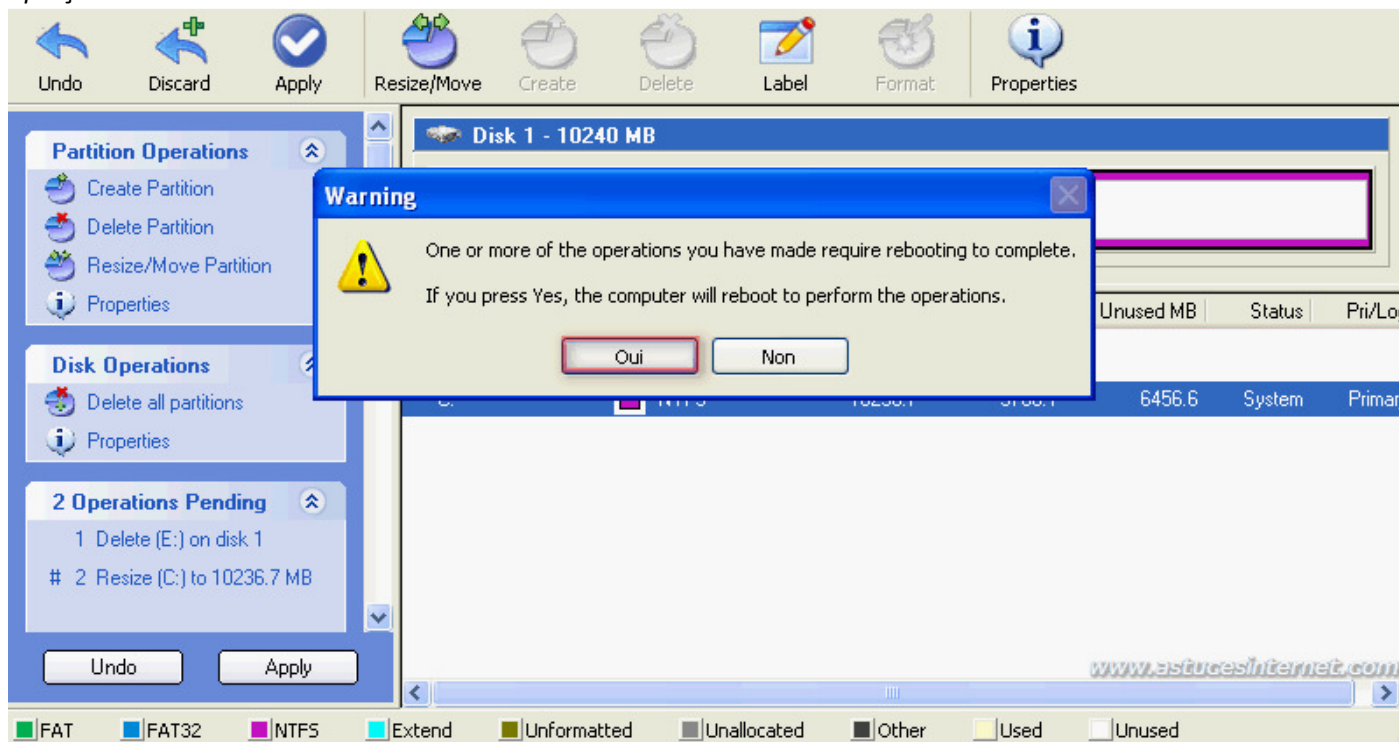 Undo Discard Apply Resize/Move Create Delete Label Format Properties
Partition Operations
Create Partition
Delete Partition
Resize/Move Partition
Properties
Disk Operations
Delete all partitions
Properties
2 Operations Pending
1 Delete (E:) on disk 1
# 2 Resize (C:) to 10236.7 MB
Undo Apply
Disk 1 - 10240 MB
Warning
One or more of the operations you have made require rebooting to complete.
If you press Yes, the computer will reboot to perform the operations.
Oui Non
Unused MB Status Pri/Lo
C: NTFS 6456.6 System Primar
www.astucesinternet.com
FAT FAT32 NTFS Extend Unformatted Unallocated Other Used Unused